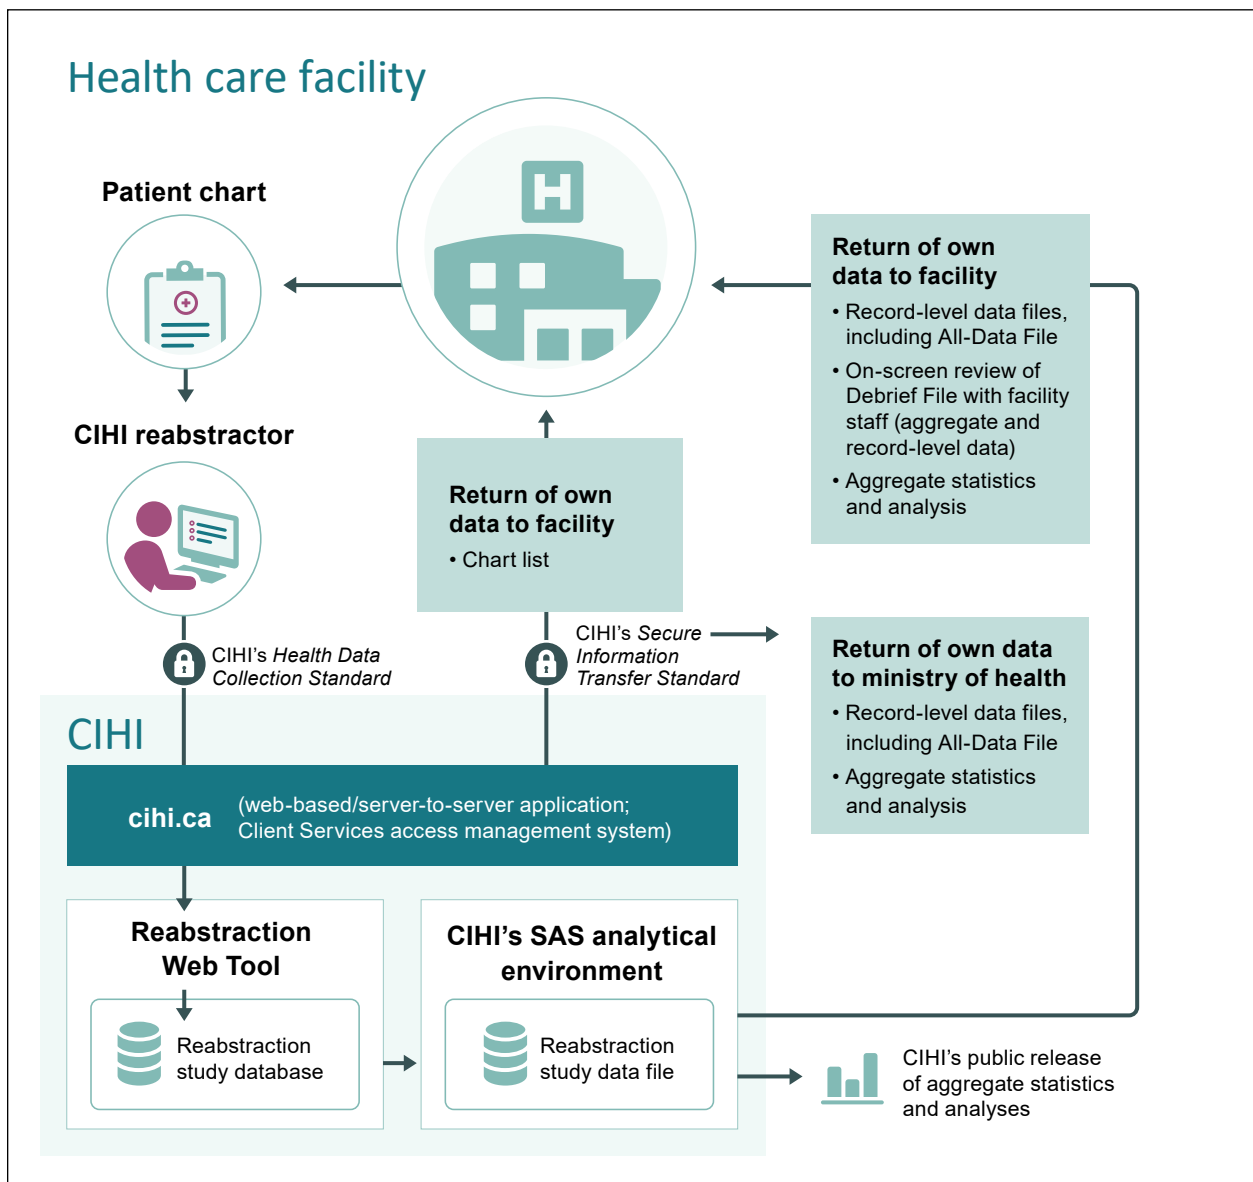 Health care facility
H
Patient chart
CIHI reabstractor
CIHI's Health Data
Collection Standard
Return of own
data to facility
• Chart list
CIHI's Secure
Information
Transfer Standard
Return of own
data to facility
• Record-level data files,
including All-Data File
• On-screen review of
Debrief File with facility
staff (aggregate and
record-level data)
• Aggregate statistics
and analysis
Return of own data
to ministry of health
• Record-level data files,
including All-Data File
• Aggregate statistics
and analysis
CIHI
cihi.ca
(web-based/server-to-server application;
Client Services access management system)
Reabstraction
Web Tool
Reabstraction
study database
CIHI's SAS analytical
environment
Reabstraction
study data file
CIHI's public release
of aggregate statistics
and analyses